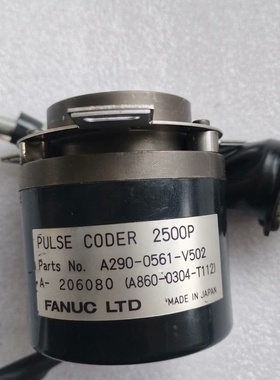 PULSE CODER 2500P
Parts No. A290-0561-V502
A- 206080 (A860-0304-T112)
FANUC LTD MADE IN JAPAN